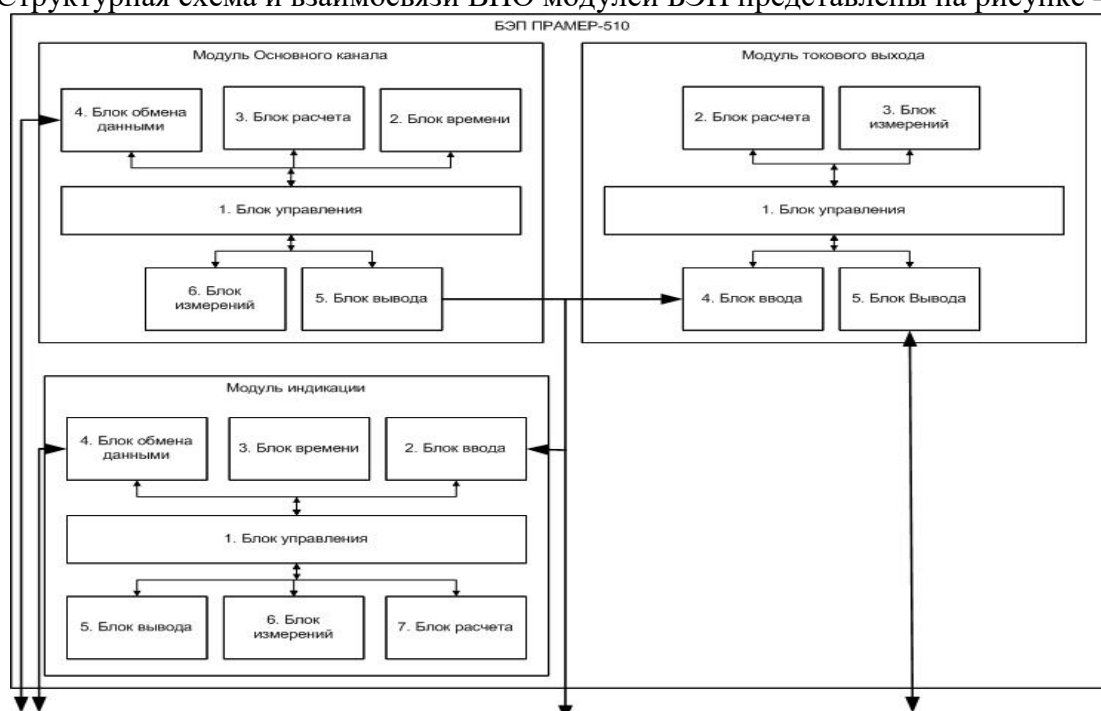 Структурная схема и взаимосвязи ВПО модулей БЭП представлены на рисунке
БЭП ПРАМЕР-510
Модуль Основного канала
4. Блок обмена
данными
3. Блок расчета
2. Блок времени
1. Блок управления
6. Блок
измерений
5. Блок вывода
Модуль токового выхода
2. Блок расчета
3. Блок
измерений
1. Блок управления
4. Блок ввода
5. Блок Вывода
Модуль индикации
4. Блок обмена
данными
3. Блок времени
2. Блок ввода
1. Блок управления
5. Блок вывода
6. Блок
измерений
7. Блок расчета